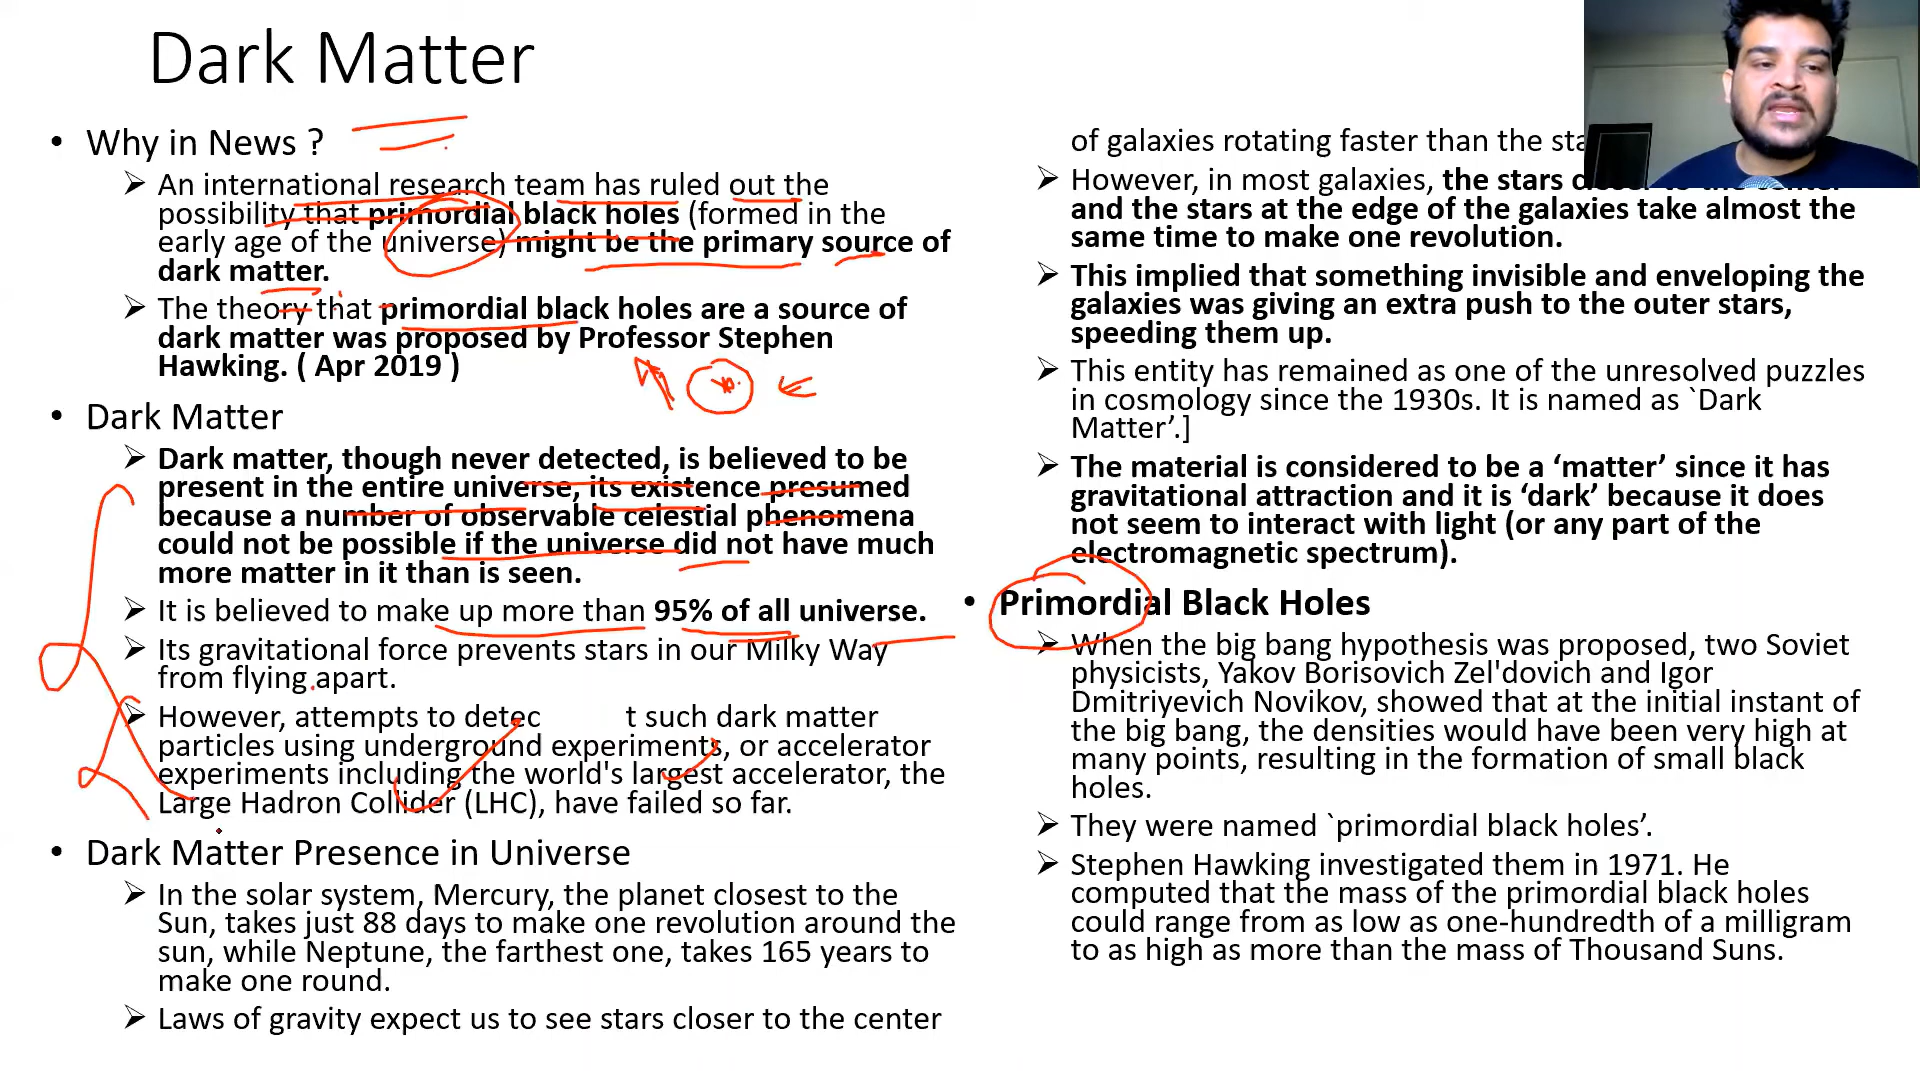 Dark Matter
• Why in News ?
➢ An international research team has ruled out the
possibility that primordial black holes (formed in the
early age of the universe) might be the primary source of
dark matter.
➢ The theory that primordial black holes are a source of
dark matter was proposed by Professor Stephen
Hawking. ( Apr 2019 )
• Dark Matter
➢ Dark matter, though never detected, is believed to be
present in the entire universe, its existence presumed
because a number of observable celestial phenomena
could not be possible if the universe did not have much
more matter in it than is seen.
➢ It is believed to make up more than 95% of all universe.
➢ Its gravitational force prevents stars in our Milky Way
from flying apart.
➢ However, attempts to detec t such dark matter
particles using underground experiments, or accelerator
experiments including the world's largest accelerator, the
Large Hadron Collider (LHC), have failed so far.
• Dark Matter Presence in Universe
➢ In the solar system, Mercury, the planet closest to the
Sun, takes just 88 days to make one revolution around the
sun, while Neptune, the farthest one, takes 165 years to
make one round.
➢ Laws of gravity expect us to see stars closer to the center
of galaxies rotating faster than the
➢ However, in most galaxies, the stars
and the stars at the edge of the galaxies take almost the
same time to make one revolution.
➢ This implied that something invisible and enveloping the
galaxies was giving an extra push to the outer stars,
speeding them up.
➢ This entity has remained as one of the unresolved puzzles
in cosmology since the 1930s. It is named as `Dark
Matter’.]
➢ The material is considered to be a ‘matter’ since it has
gravitational attraction and it is ‘dark’ because it does
not seem to interact with light (or any part of the
electromagnetic spectrum).
• Primordial Black Holes
➢ When the big bang hypothesis was proposed, two Soviet
physicists, Yakov Borisovich Zel'dovich and Igor
Dmitriyevich Novikov, showed that at the initial instant of
the big bang, the densities would have been very high at
many points, resulting in the formation of small black
holes.
➢ They were named `primordial black holes’.
➢ Stephen Hawking investigated them in 1971. He
computed that the mass of the primordial black holes
could range from as low as one-hundredth of a milligram
to as high as more than the mass of Thousand Suns.